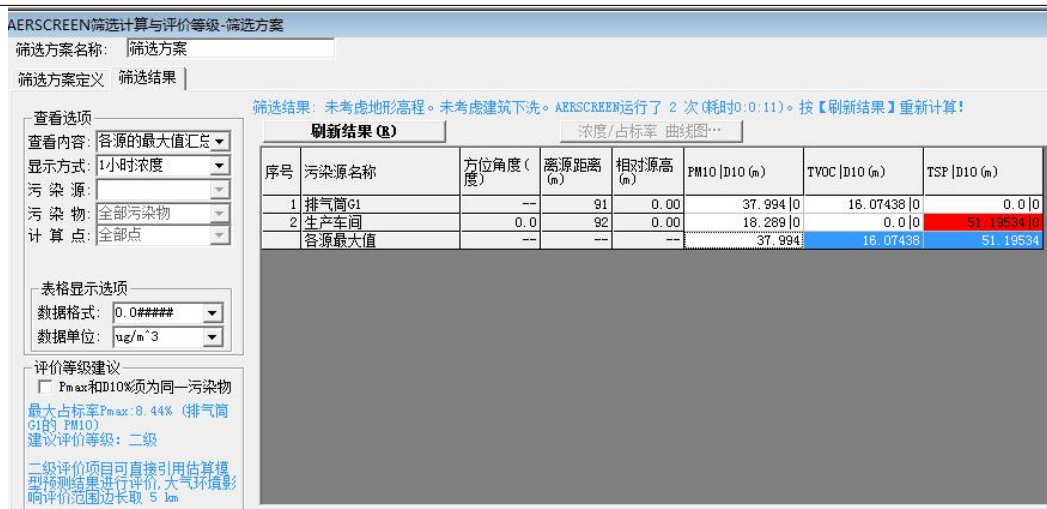 AERSCREEN筛选计算与评价等级-筛选方案
筛选方案名称: 筛选方案
筛选方案定义 筛选结果
筛选结果: 未考虑地形高程。未考虑建筑下洗。AERSCREEN运行了 2 次(耗时0:0:11)。按【刷新结果】重新计算!
查看选项
查看内容: 各源的最大值汇总
显示方式: 1小时浓度
污 染 源:
污 染 物: 全部污染物
计 算 点: 全部点
表格显示选项
数据格式: 0.0#####
数据单位: ug/m^3
评价等级建议
Pmax和D10%须为同一污染物
最大占标率Pmax:8.44% (排气筒
G1的 PM10)
建议评价等级: 二级
二级评价项目可直接引用估算模
型预测结果进行评价,大气环境影
响评价范围边长取 5 km
刷新结果(R) 浓度/占标率 曲线图…
序号 污染源名称 方位角度(度) 离源距离(m) 相对源高(m) PM10|D10(m) TVOC|D10(m) TSP|D10(m)
1 排气筒G1 -- 91 0.00 37.994|0 16.07438|0 0.0|0
2 生产车间 0.0 92 0.00 18.289|0 0.0|0 51.19534|0
各源最大值 -- -- -- 37.994 16.07438 51.19534